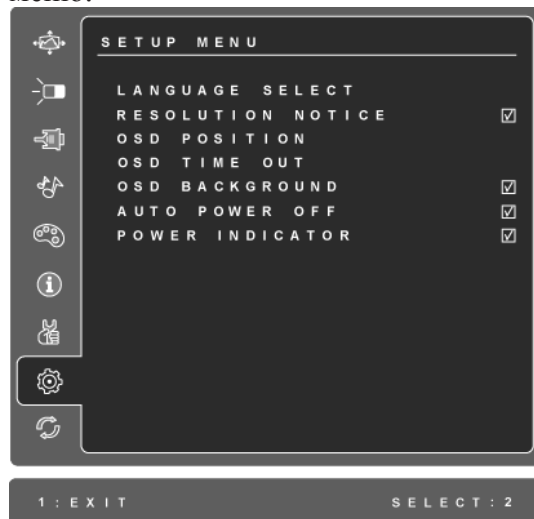 SETUP MENU
LANGUAGE SELECT
RESOLUTION NOTICE
OSD POSITION
OSD TIME OUT
OSD BACKGROUND
AUTO POWER OFF
POWER INDICATOR
1:EXIT SELECT:2